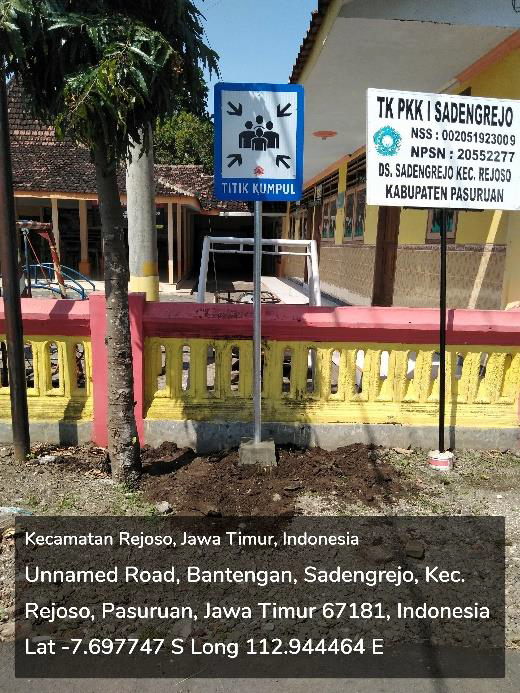 TITIK KUMPUL
TK PKK I SADENGREJO
NSS : 002051923009
NPSN : 20552277
DS. SADENGREJO KEC. REJOSO
KABUPATEN PASURUAN
Kecamatan Rejoso, Jawa Timur, Indonesia
Unnamed Road, Bantengan, Sadengrejo, Kec.
Rejoso, Pasuruan, Jawa Timur 67181, Indonesia
Lat -7.697747 S Long 112.944464 E